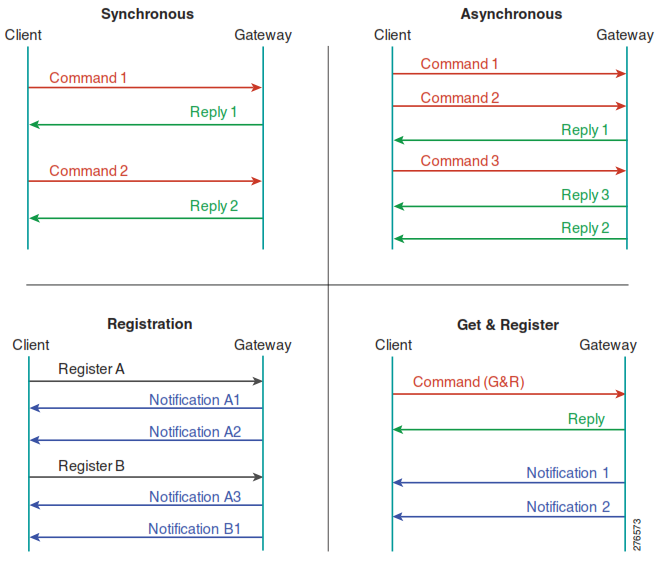 Synchronous
Client
Gateway
Command 1
Reply 1
Command 2
Reply 2
Asynchronous
Client
Gateway
Command 1
Command 2
Reply 1
Command 3
Reply 3
Reply 2
Registration
Client
Gateway
Register A
Notification A1
Notification A2
Register B
Notification A3
Notification B1
Get & Register
Client
Gateway
Command (G&R)
Reply
Notification 1
Notification 2
276573